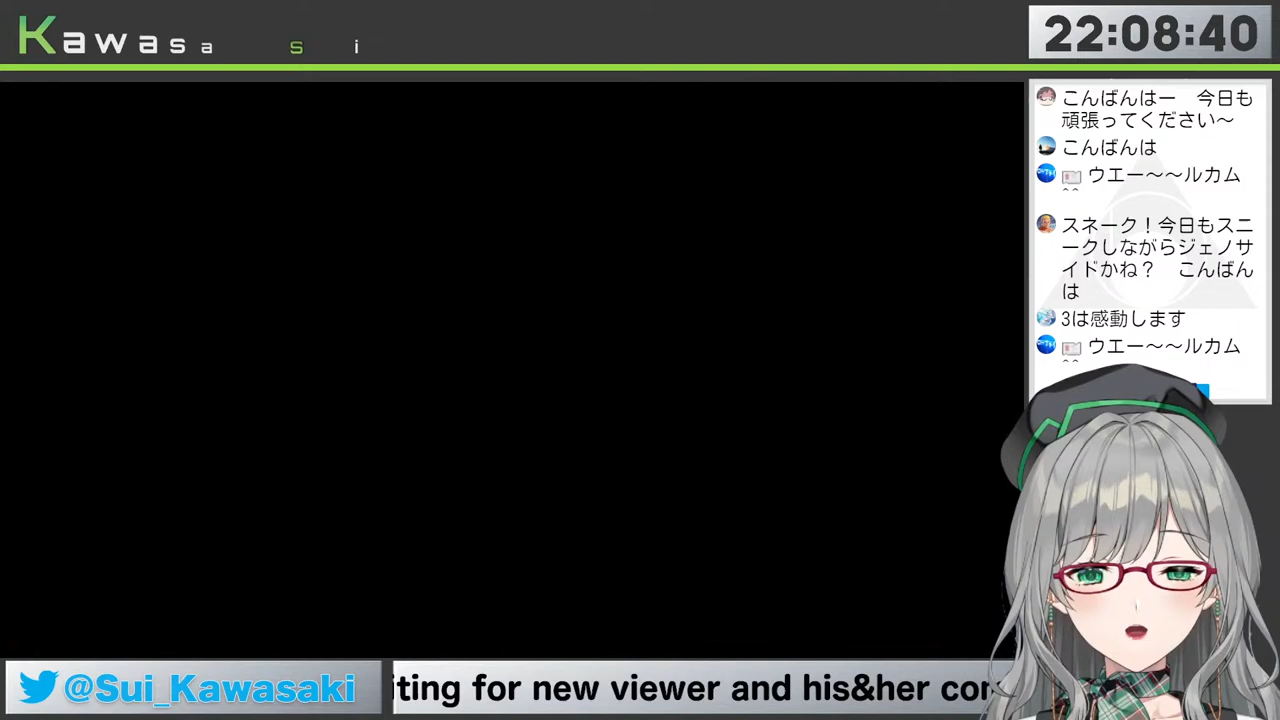 Kawasa s i
22:08:40
こんばんはー　今日も
頑張ってください～
こんばんは
ウエー～～ルカム
^^
スネーク！今日もスニ
ークしながらジェノサ
イドかね？　こんばん
は
3は感動します
ウエー～～ルカム
@Sui_Kawasaki
iting for new viewer and his&her